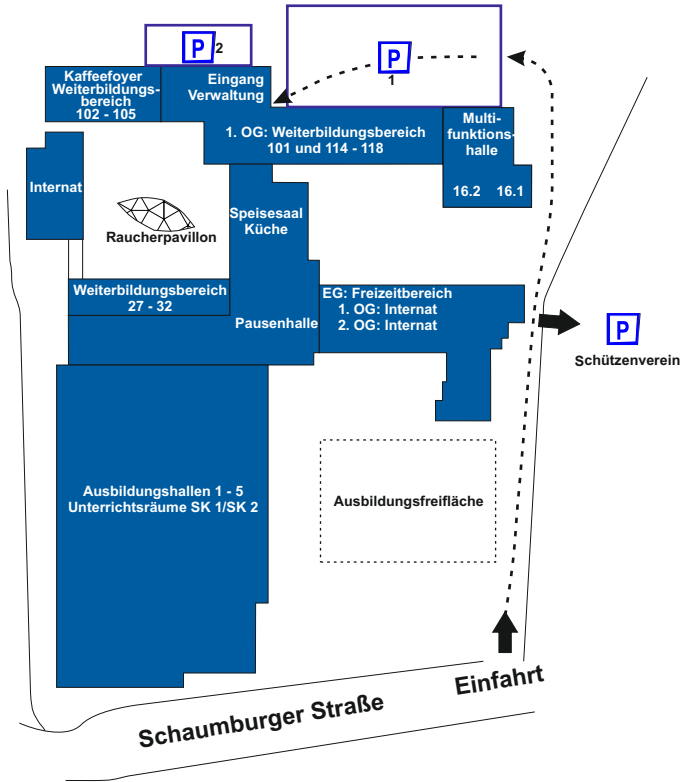 P 2
P
1
Kaffeefoyer
Weiterbildungs-
bereich
102 - 105
Eingang
Verwaltung
1. OG: Weiterbildungsbereich
101 und 114 - 118
Multi-
funktions-
halle
16.2 16.1
Internat
Raucherpavillon
Speisesaal
Küche
Weiterbildungsbereich
27 - 32
Pausenhalle
EG: Freizeitbereich
1. OG: Internat
2. OG: Internat
P
Schützenverein
Ausbildungshallen 1 - 5
Unterrichtsräume SK 1/SK 2
Ausbildungsfreifläche
Einfahrt
Schaumburger Straße